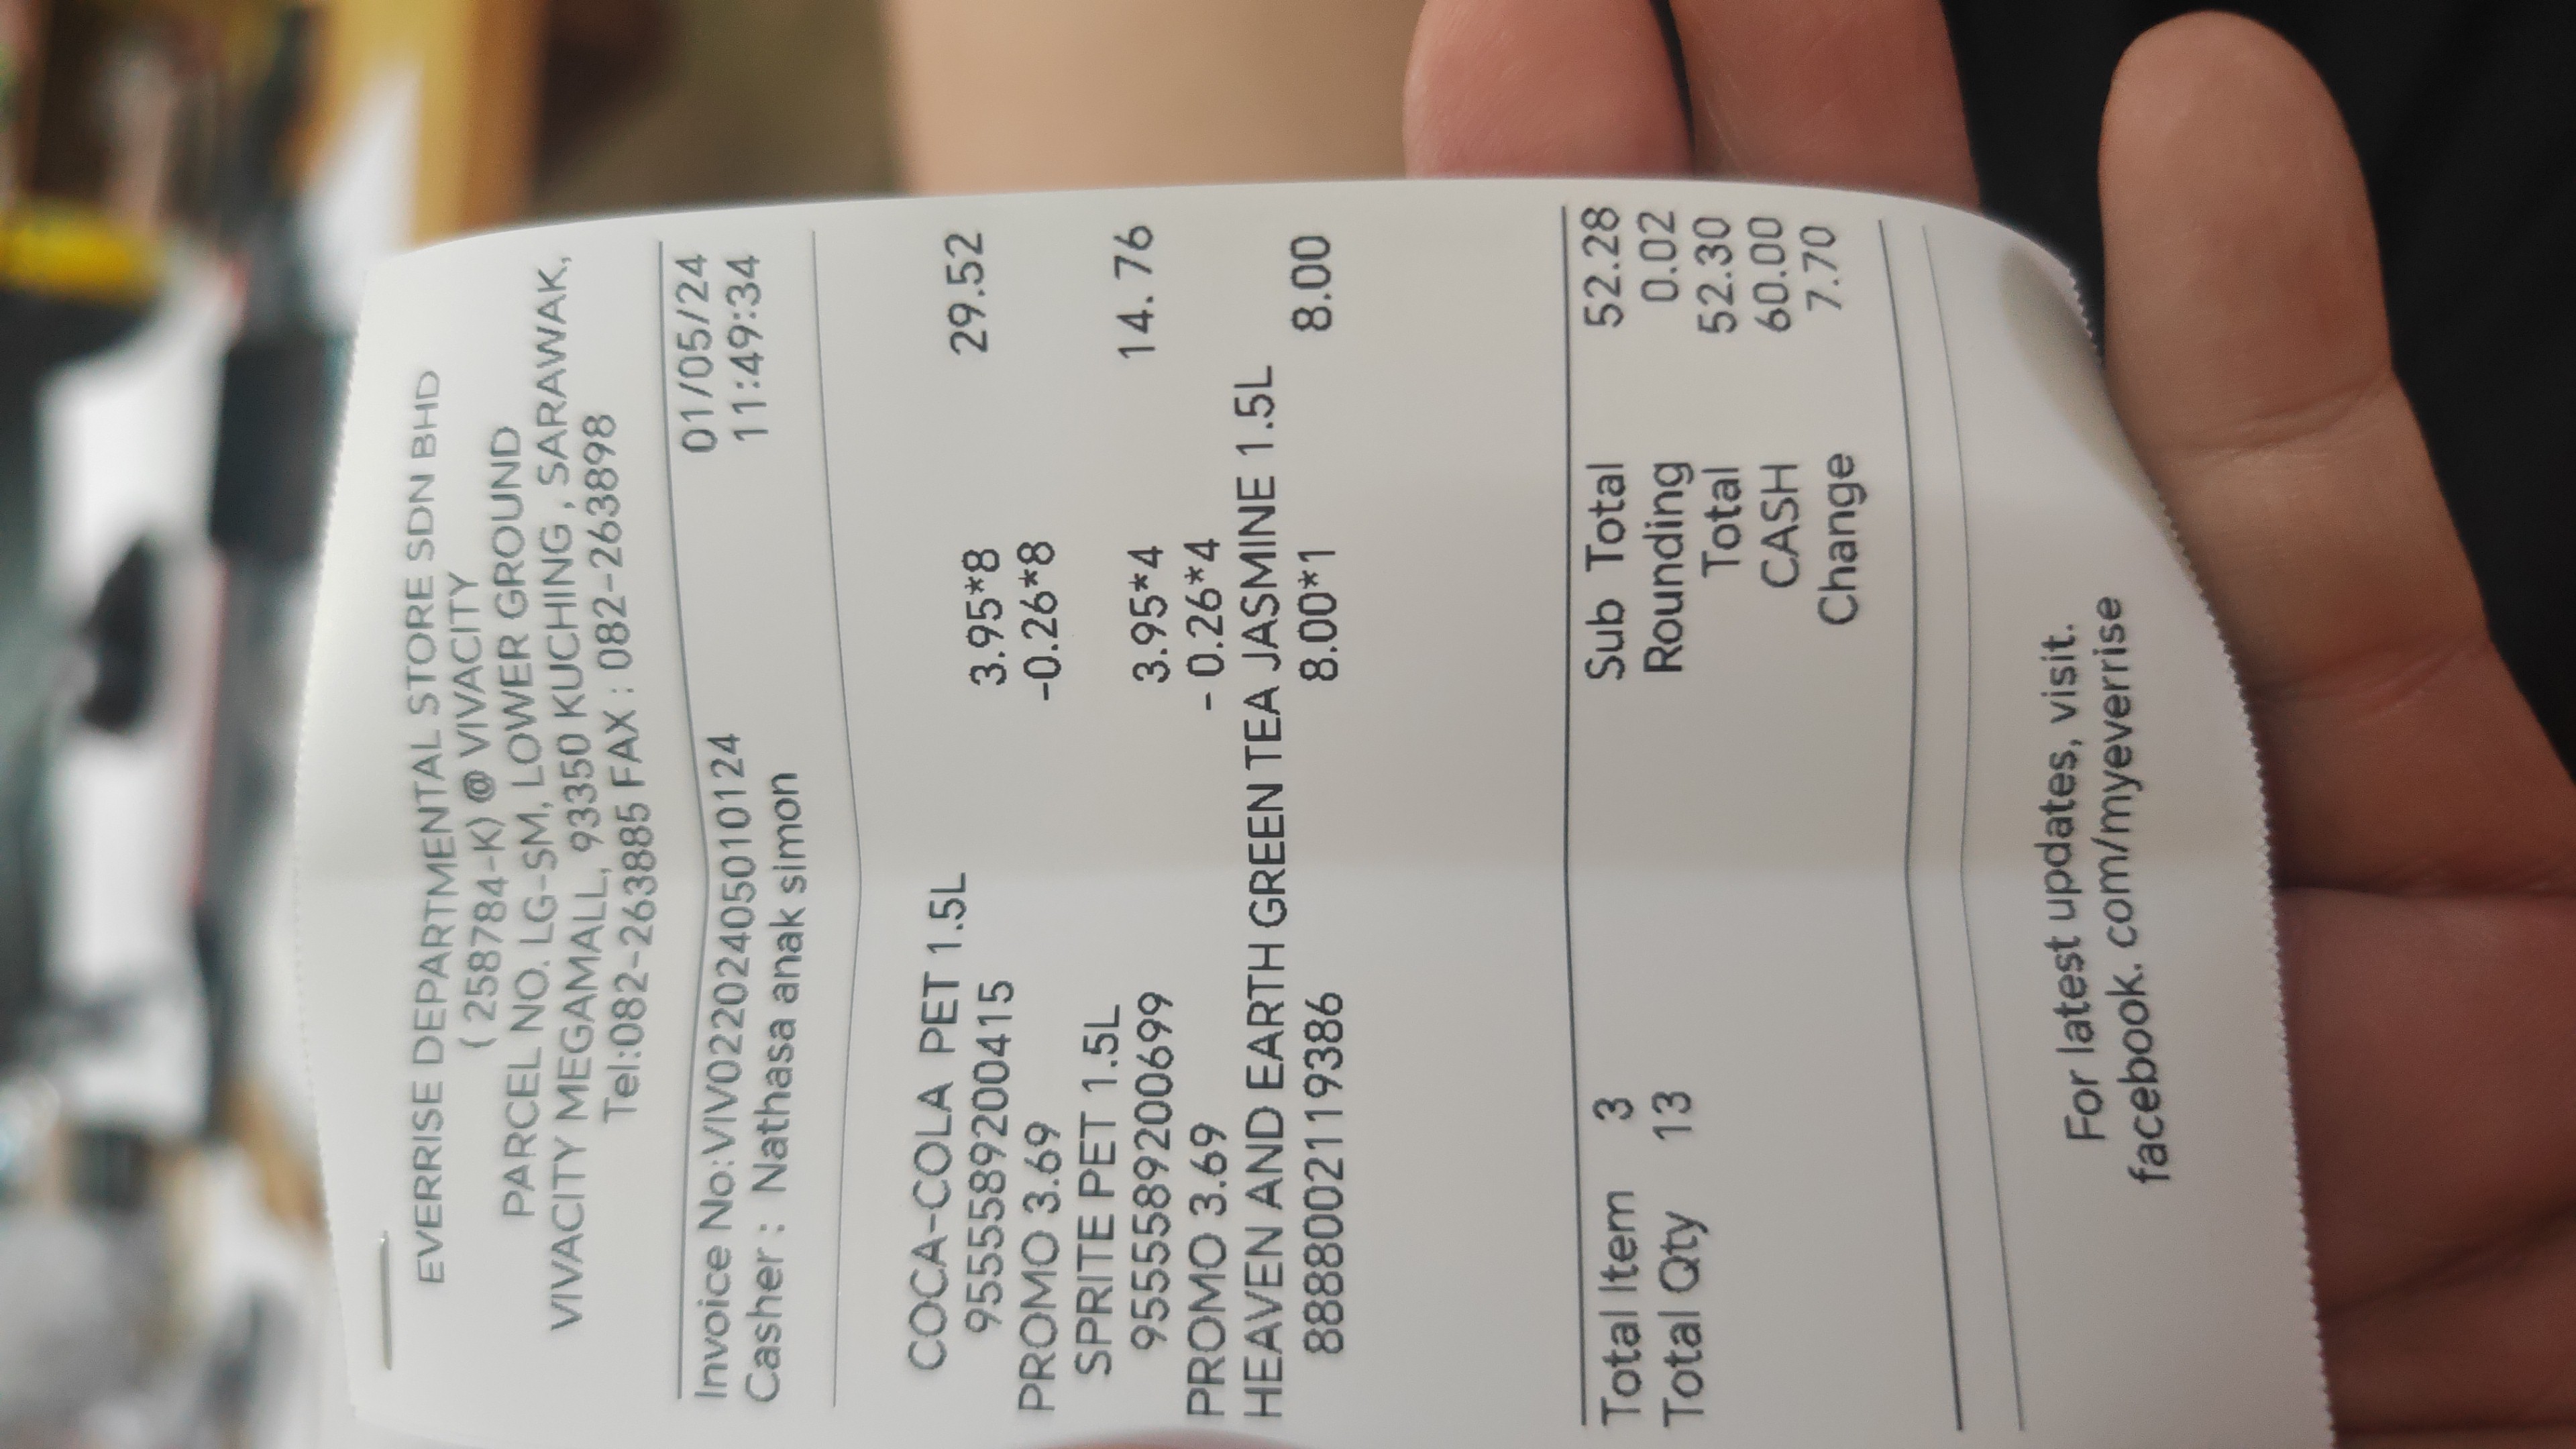 EVERRISE DEPARTMENTAL STORE SDN BHD
( 258784-K) @ VIVACITY
PARCEL NO. LG-SM, LOWER GROUND
VIVACITY MEGAMALL, 93350 KUCHING , SARAWAK,
Tel:082-263885 FAX : 082-263898
Invoice No:VIV02202405010124 01/05/24
Casher : Nathasa anak simon 11:49:34
COCA-COLA PET 1.5L
9555589200415 3.95*8 29.52
PROMO 3.69 -0.26*8
SPRITE PET 1.5L
9555589200699 3.95*4 14. 76
PROMO 3.69 - 0.26*4
HEAVEN AND EARTH GREEN TEA JASMINE 1.5L
8888002119386 8.00*1 8.00
Total Item 3 Sub Total 52.28
Total Qty 13 Rounding 0.02
Total 52.30
CASH 60.00
Change 7.70
For latest updates, visit.
facebook. com/myeverrise